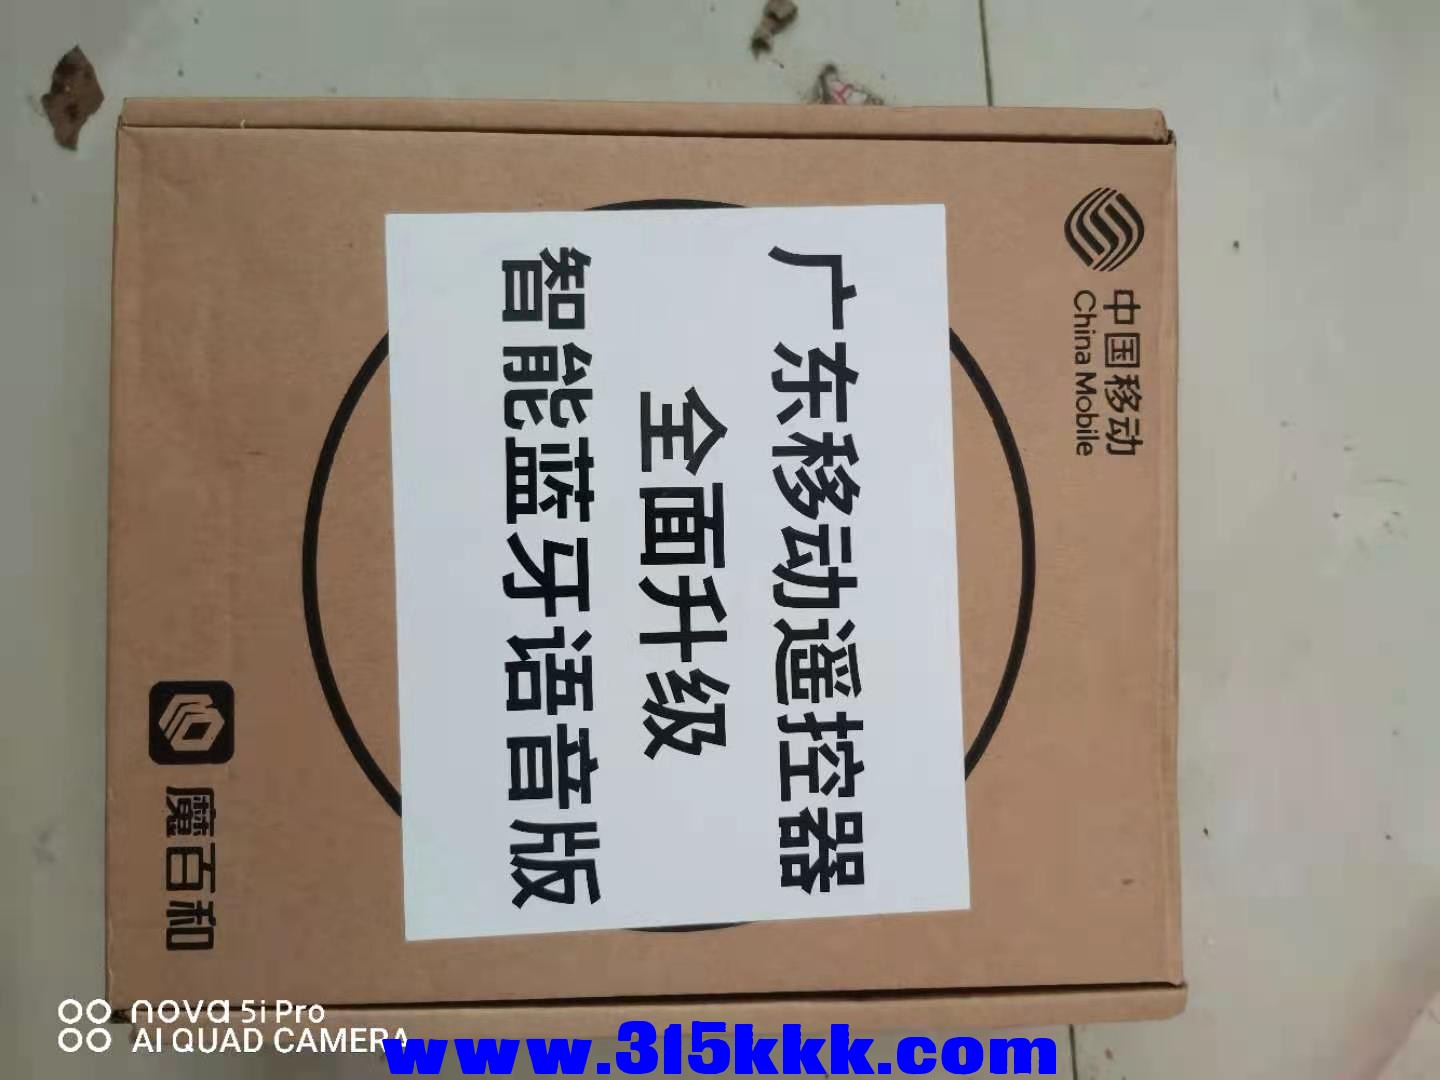 中国移动
China Mobile
广东移动遥控器
全面升级
智能蓝牙语音版
魔百和
nova 5i Pro
AI QUAD CAMERA
www.315kkk.com